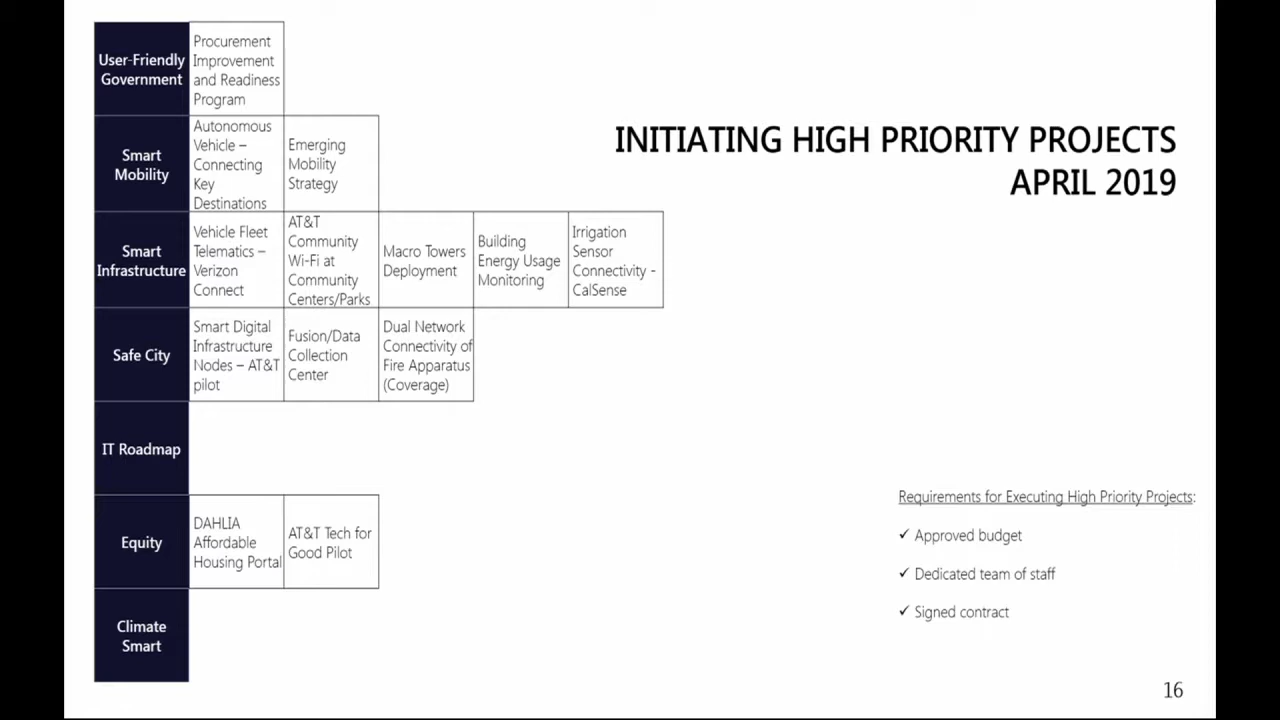 User-Friendly
Government
Procurement
Improvement
and Readiness
Program
Smart
Mobility
Autonomous
Vehicle –
Connecting
Key
Destinations
Emerging
Mobility
Strategy
INITIATING HIGH PRIORITY PROJECTS
APRIL 2019
Smart
Infrastructure
Vehicle Fleet
Telematics –
Verizon
Connect
AT&T
Community
Wi-Fi at
Community
Centers/Parks
Macro Towers
Deployment
Building
Energy Usage
Monitoring
Irrigation
Sensor
Connectivity -
CalSense
Safe City
Smart Digital
Infrastructure
Nodes – AT&T
pilot
Fusion/Data
Collection
Center
Dual Network
Connectivity of
Fire Apparatus
(Coverage)
IT Roadmap
Equity
DAHLIA
Affordable
Housing Portal
AT&T Tech for
Good Pilot
Climate
Smart
Requirements for Executing High Priority Projects:
✓ Approved budget
✓ Dedicated team of staff
✓ Signed contract
16